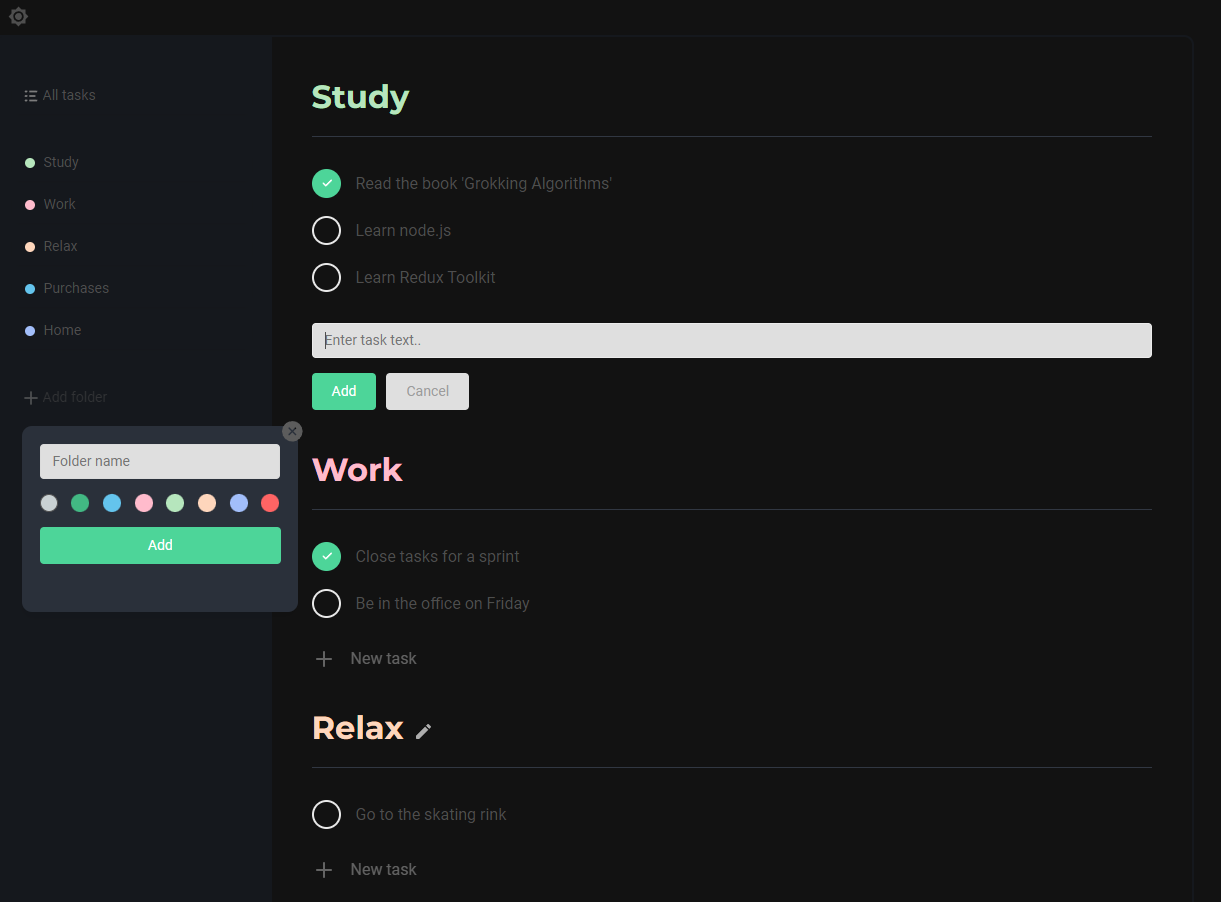 All tasks
Study
Work
Relax
Purchases
Home
Add folder
Folder name
Add
Study
Read the book 'Grokking Algorithms'
Learn node.js
Learn Redux Toolkit
Enter task text..
Add
Cancel
Work
Close tasks for a sprint
Be in the office on Friday
New task
Relax
Go to the skating rink
New task